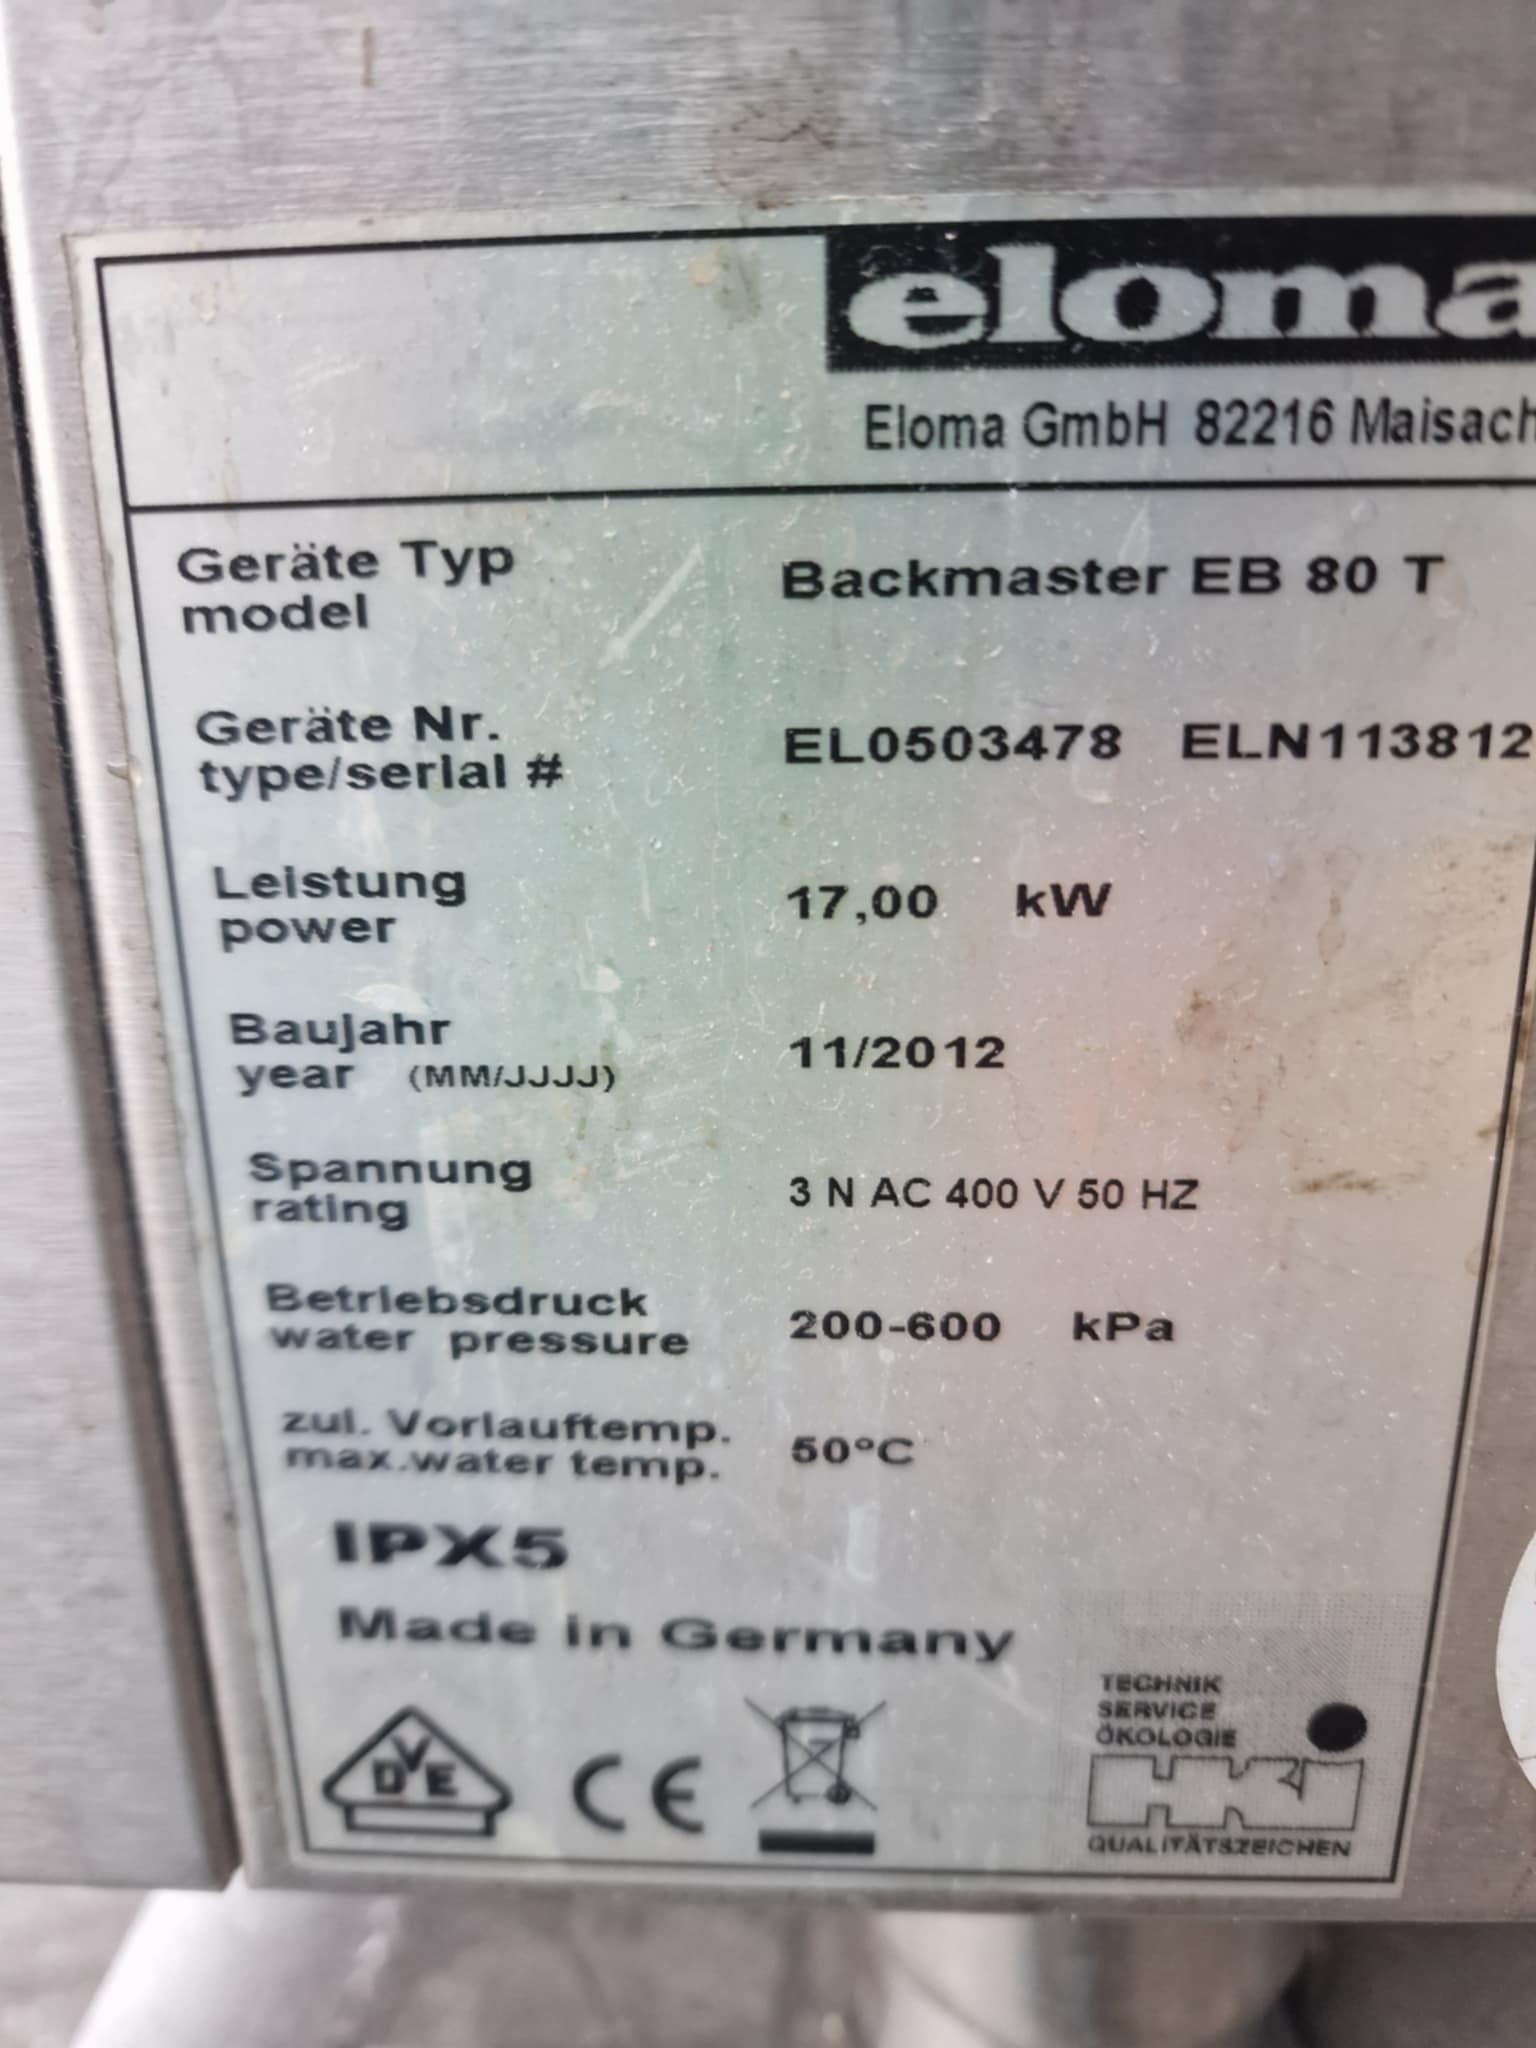 eloma
Eloma GmbH 82216 Maisach
Geräte Typ
model
Backmaster EB 80 T
Geräte Nr.
type/serial #
EL0503478 ELN113812
Leistung
power
17,00 kW
Baujahr
year (MM/JJJJ)
11/2012
Spannung
rating
3 N AC 400 V 50 HZ
Betriebsdruck
water pressure
200-600 kPa
zul. Vorlauftemp.
max.water temp.
50°C
IPX5
Made in Germany
DVE
CE
TECHNIK
SERVICE
ÖKOLOGIE
HKi
QUALITÄTSZEICHEN